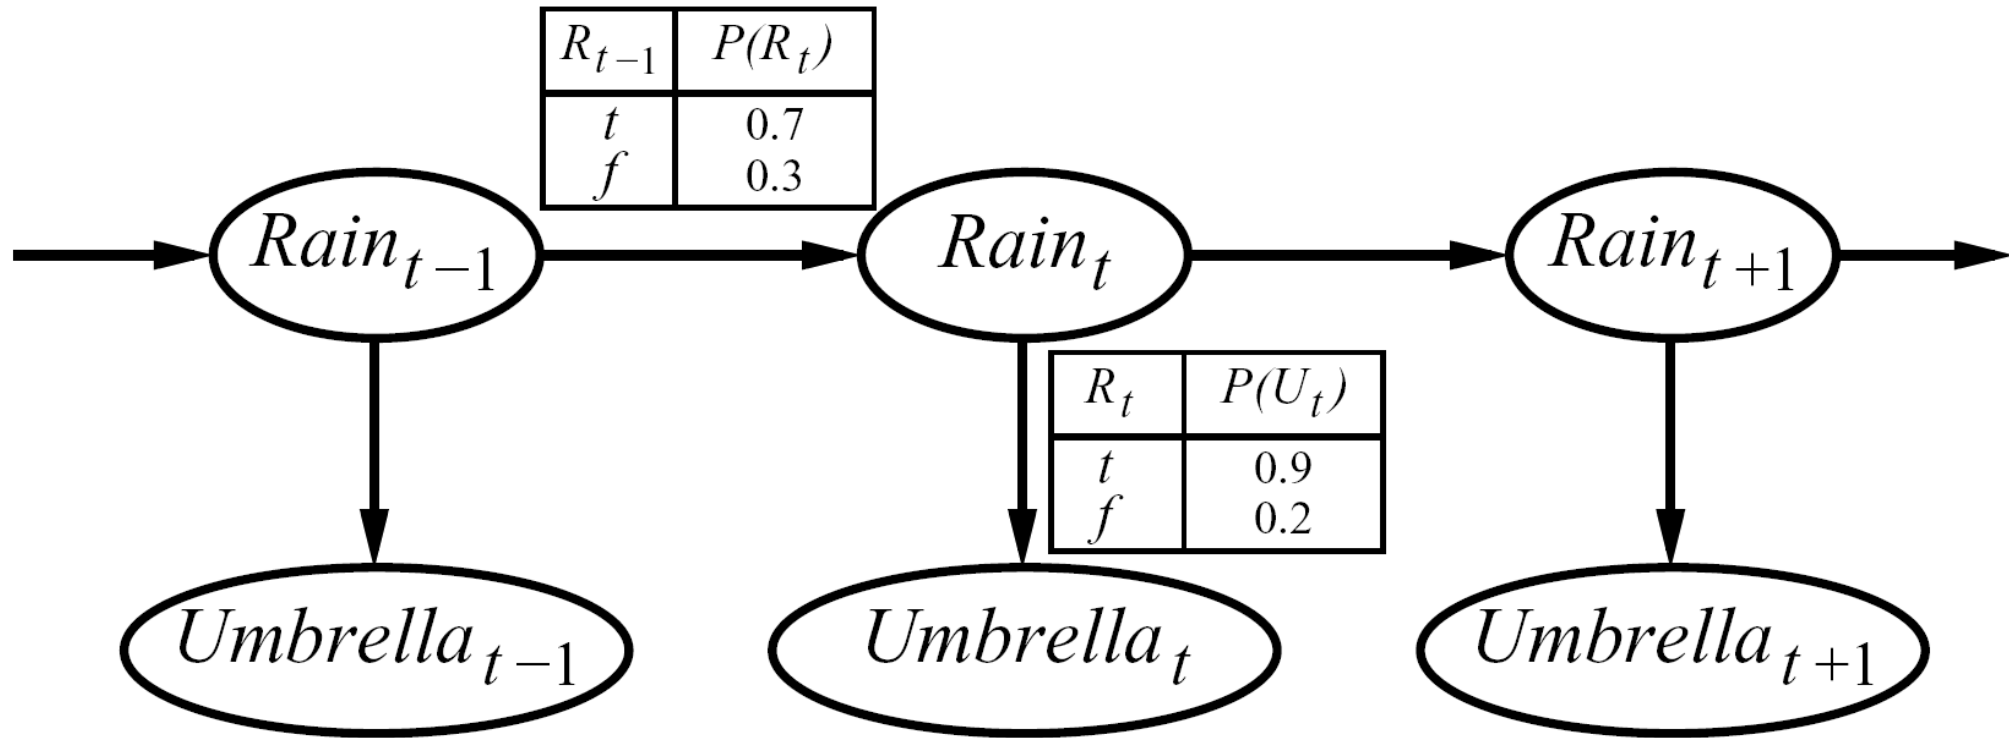 R_{t-1} P(R_t)
t 0.7
f 0.3
Rain_{t-1} Rain_t Rain_{t+1}
R_t P(U_t)
t 0.9
f 0.2
Umbrella_{t-1} Umbrella_t Umbrella_{t+1}